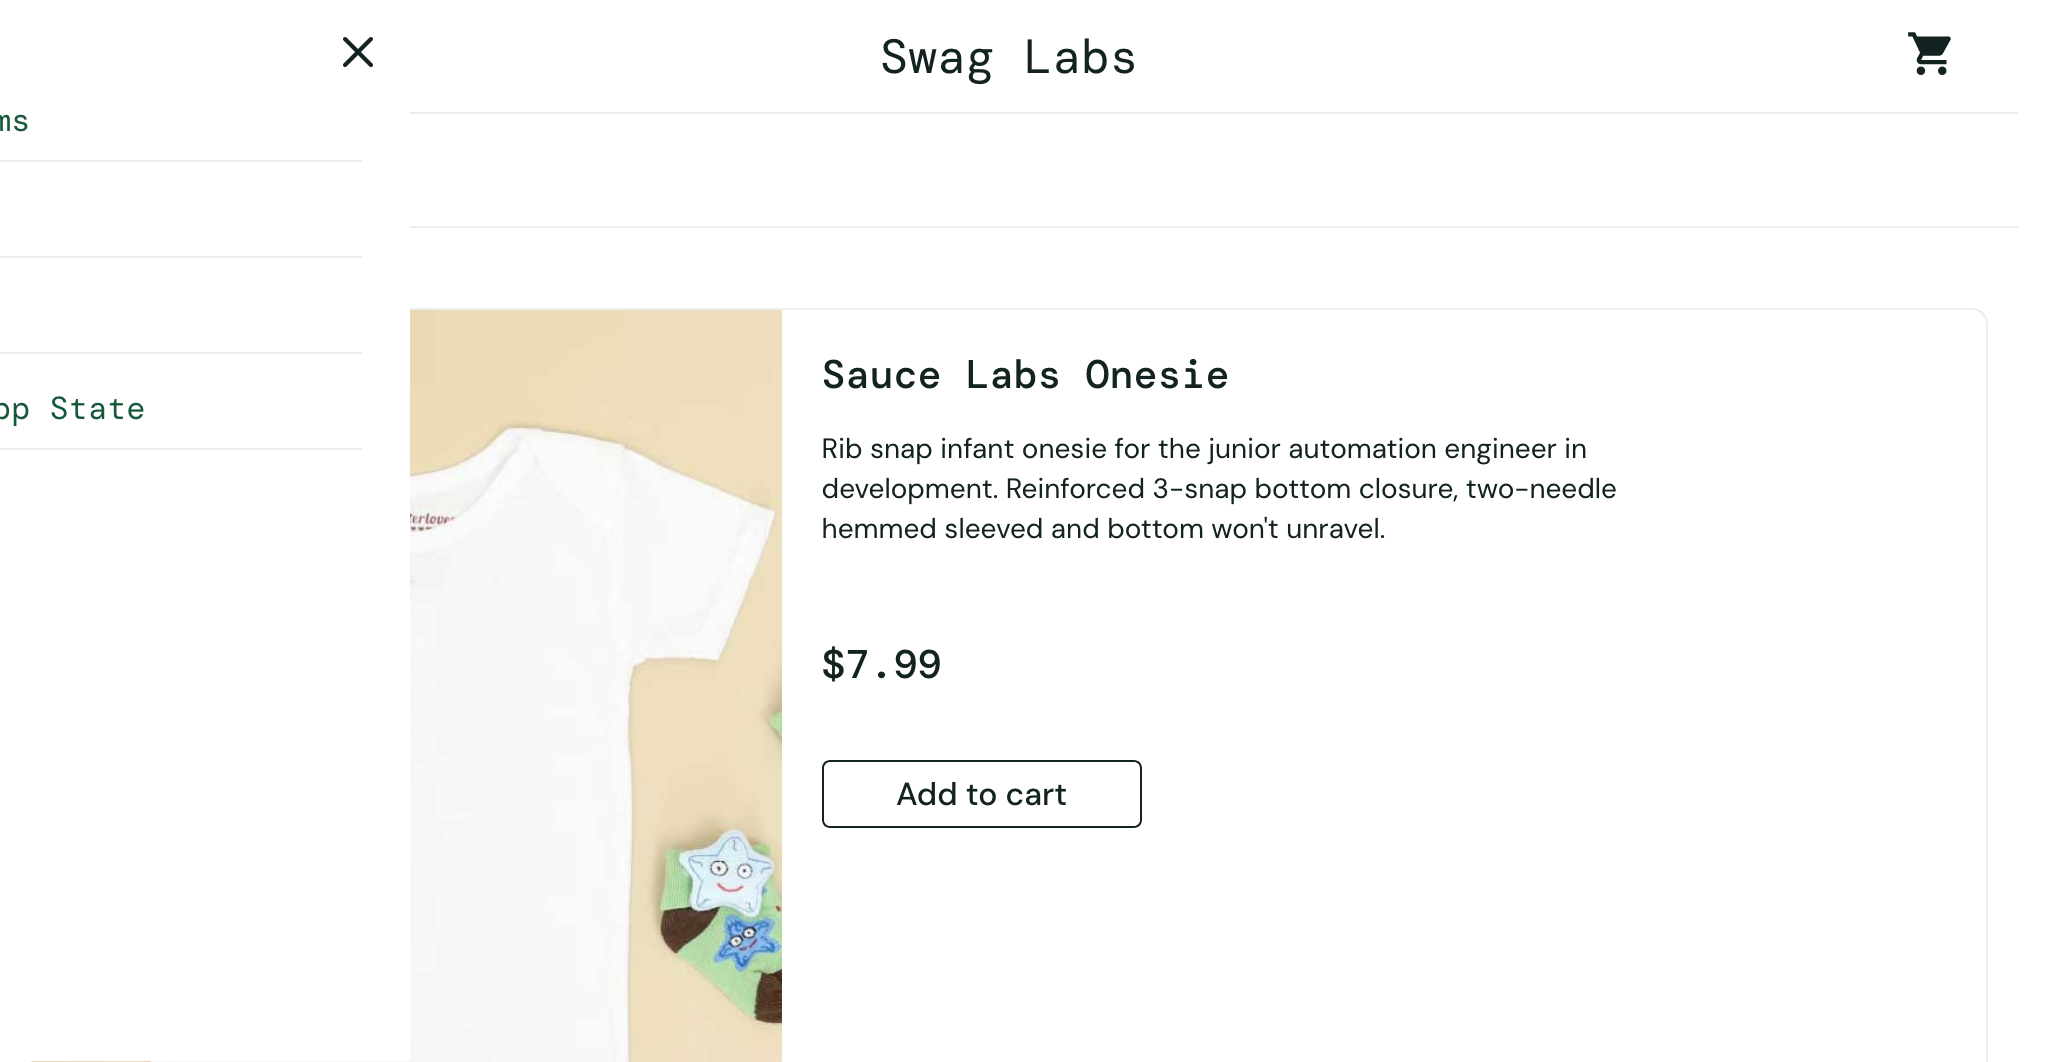 Swag Labs
ms
pp State
Sauce Labs Onesie
Rib snap infant onesie for the junior automation engineer in
development. Reinforced 3-snap bottom closure, two-needle
hemmed sleeved and bottom won't unravel.
$7.99
Add to cart